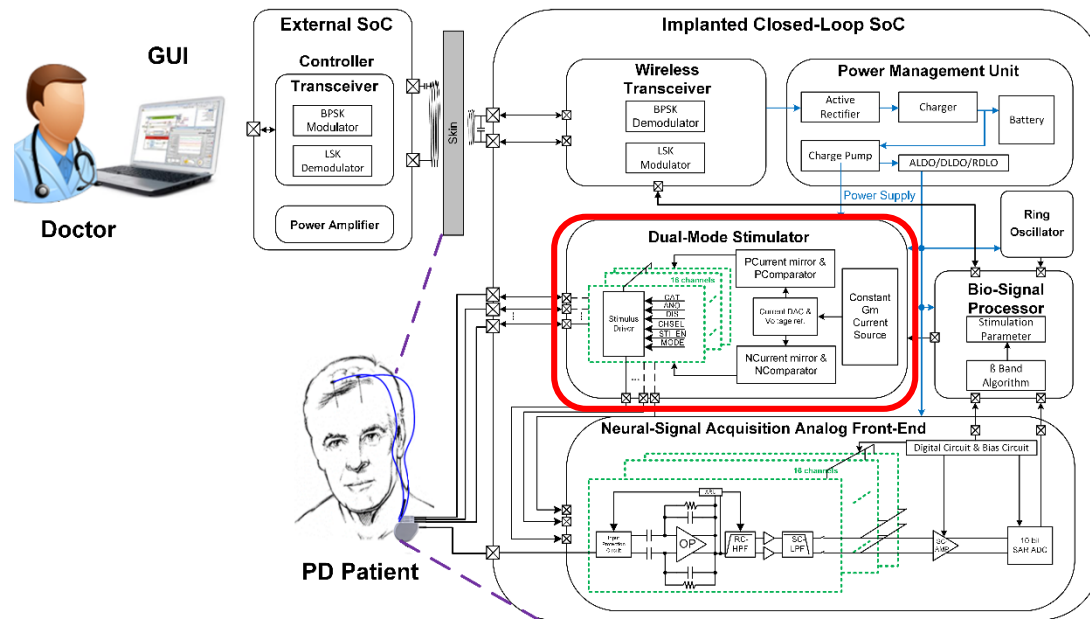 External SoC
Implanted Closed-Loop SoC
GUI
Controller
Transceiver
BPSK
Modulator
LSK
Demodulator
Power Amplifier
Skin
Wireless
Transceiver
BPSK
Demodulator
LSK
Modulator
Power Management Unit
Active
Rectifier
Charger
Battery
Charge Pump
ALDO/DLDO/RDLO
Power Supply
Doctor
Dual-Mode Stimulator
16 channels
Stimulus
Driver
CAT
ANO
DIS
CHSEL
STI_EN
MODE
PCurrent mirror &
PComparator
Current DAC &
Voltage ref.
NCurrent mirror &
NComparator
Constant
Gm
Current
Source
Ring
Oscillator
Bio-Signal
Processor
Stimulation
Parameter
ß Band
Algorithm
Neural-Signal Acquisition Analog Front-End
Digital Circuit & Bias Circuit
16 channels
Input
Protection
Circuit
OP
RC-
HPF
SC-
LPF
AMP
10 bit
SAR ADC
PD Patient